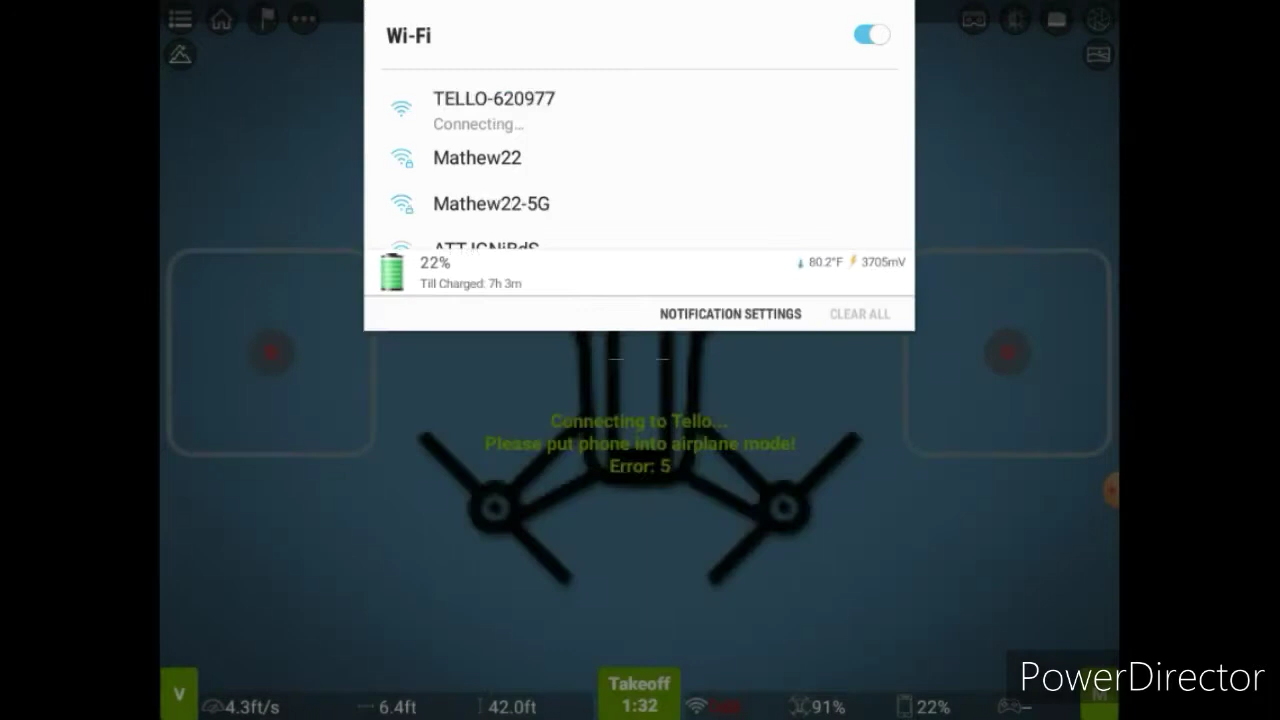 Wi-Fi
TELLO-620977
Connecting...
Mathew22
Mathew22-5G
22%
80.2°F
3705mV
Till Charged: 7h 3m
NOTIFICATION SETTINGS
CLEAR ALL
Connecting to Tello...
Please put phone into airplane mode!
Error: 5
PowerDirector
V
4.3ft/s
6.4ft
42.0ft
Takeoff
1:32
91%
22%